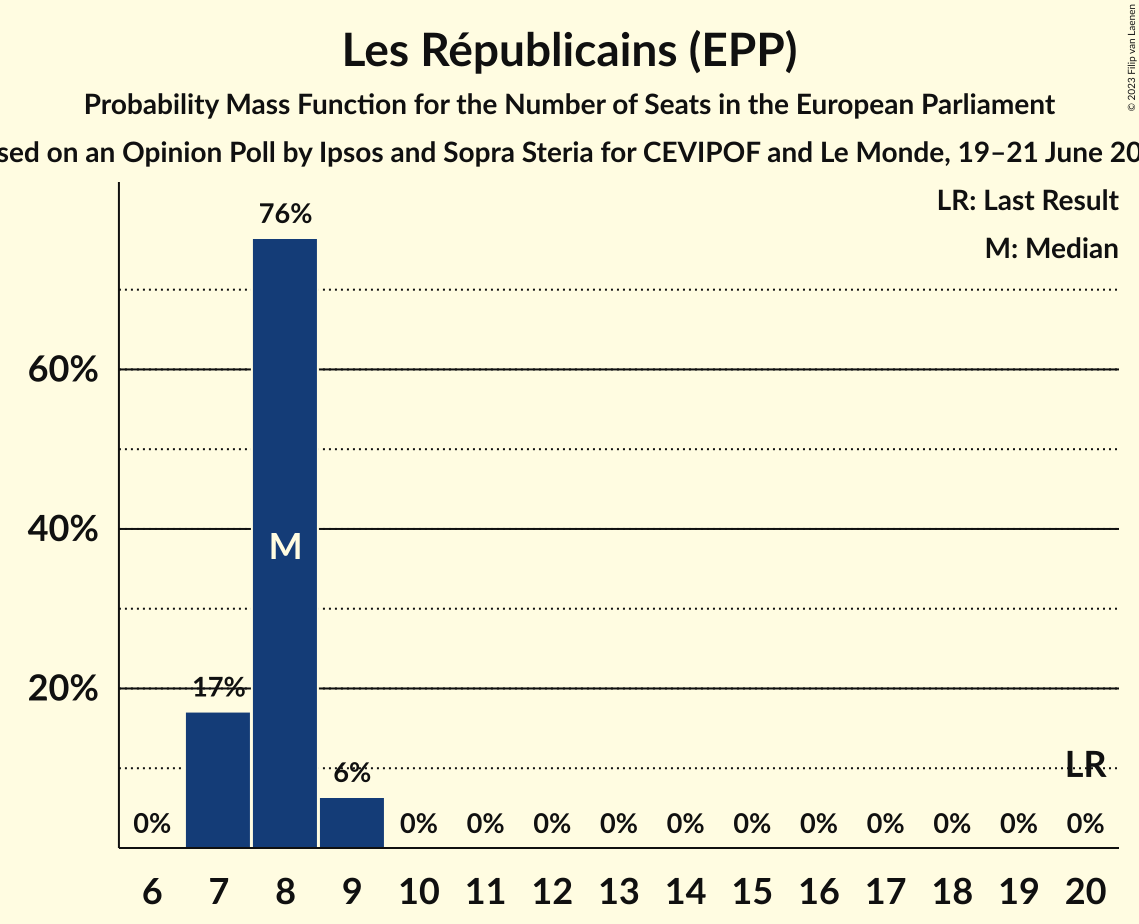 Les Républicains (EPP)
Probability Mass Function for the Number of Seats in the European Parliament
sed on an Opinion Poll by Ipsos and Sopra Steria for CEVIPOF and Le Monde, 19–21 June 20
© 2023 Filip van Laenen
LR: Last Result
M: Median
76%
60%
40%
M
20%
17%
6%
LR
0% 0% 0% 0% 0% 0% 0% 0% 0% 0% 0% 0%
6 7 8 9 10 11 12 13 14 15 16 17 18 19 20